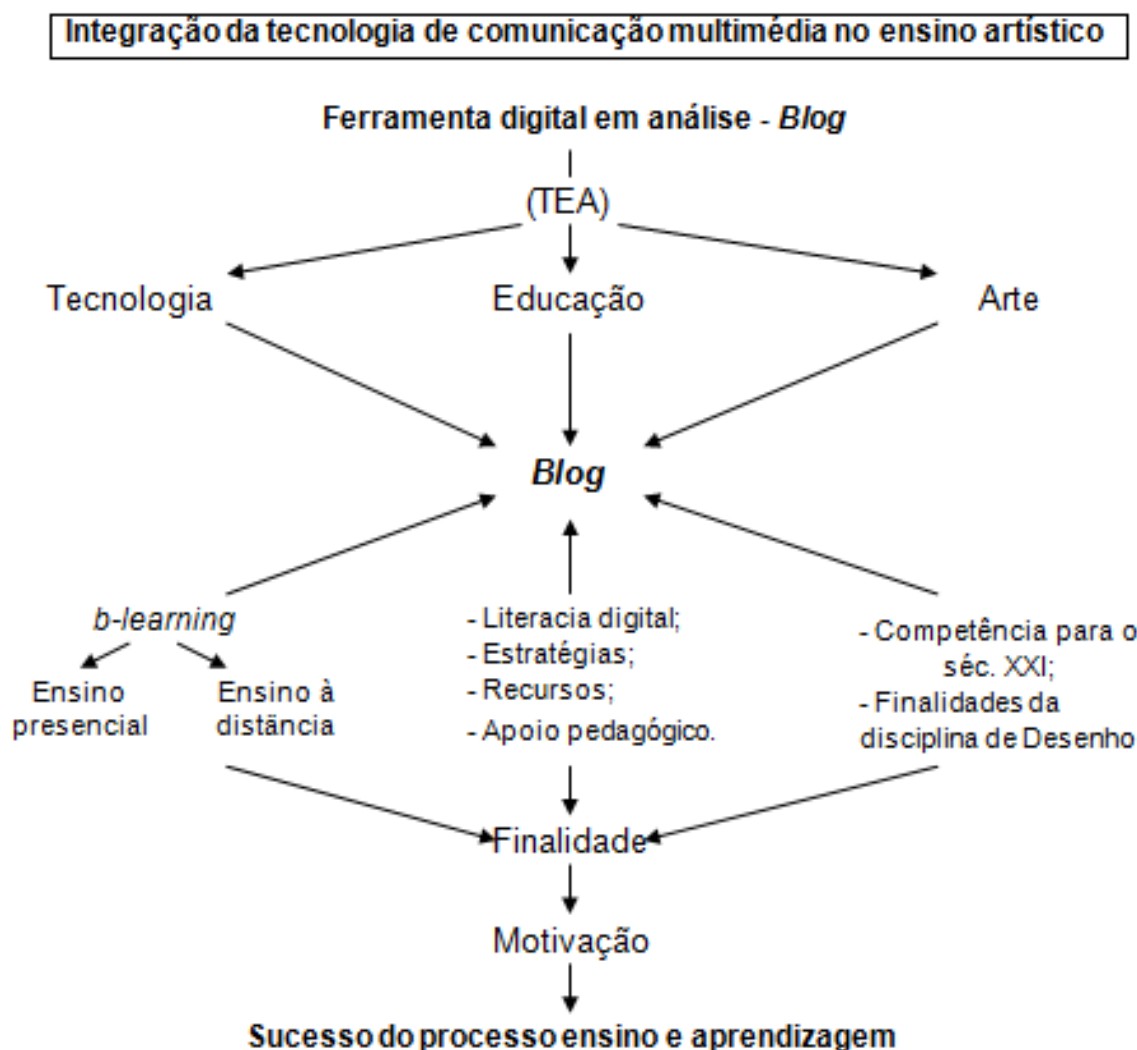 Integração da tecnologia de comunicação multimédia no ensino artístico
Ferramenta digital em análise - Blog
(TEA)
Tecnologia
Educação
Arte
Blog
b-learning
Ensino
presencial
Ensino à
distância
- Literacia digital;
- Estratégias;
- Recursos;
- Apoio pedagógico.
- Competência para o
séc. XXI;
- Finalidades da
disciplina de Desenho
Finalidade
Motivação
Sucesso do processo ensino e aprendizagem